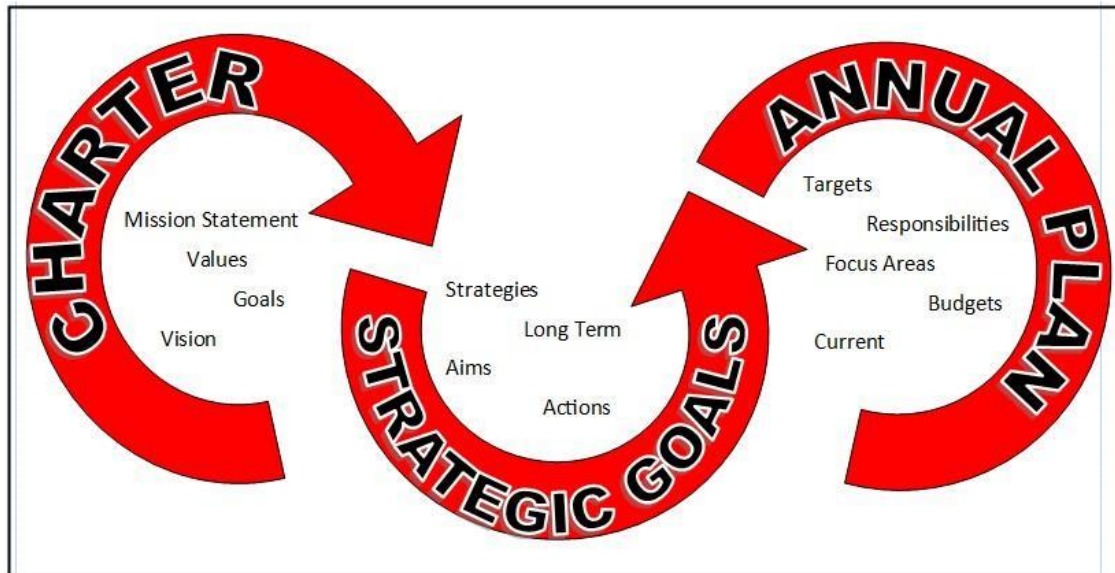 CHARTER
Mission Statement
Values
Goals
Vision
STRATEGIC GOALS
Strategies
Long Term
Aims
Actions
ANNUAL PLAN
Targets
Responsibilities
Focus Areas
Budgets
Current